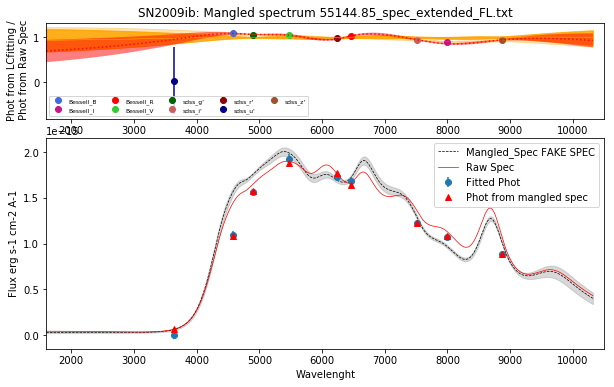 SN2009ib: Mangled spectrum 55144.85_spec_extended_FL.txt
Phot from LCfitting /
Phot from Raw Spec
1
0
Bessell_B Bessell_R sdss_g' sdss_r' sdss_z'
Bessell_I Bessell_V sdss_i' sdss_u'
2000 3000 4000 5000 6000 7000 8000 9000 10000
1e-15
Flux erg s-1 cm-2 A-1
2.0
1.5
1.0
0.5
0.0
Mangled_Spec FAKE SPEC
Raw Spec
Fitted Phot
Phot from mangled spec
2000 3000 4000 5000 6000 7000 8000 9000 10000
Wavelenght